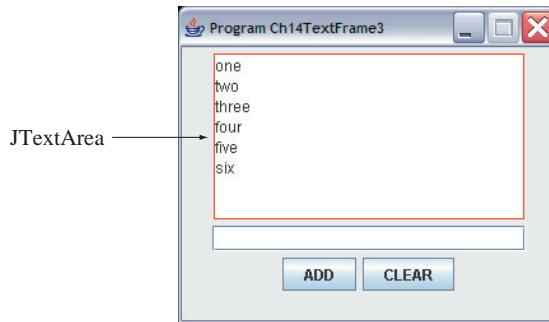 Program Ch14TextFrame3
one
two
three
four
five
six
JTextArea
ADD CLEAR